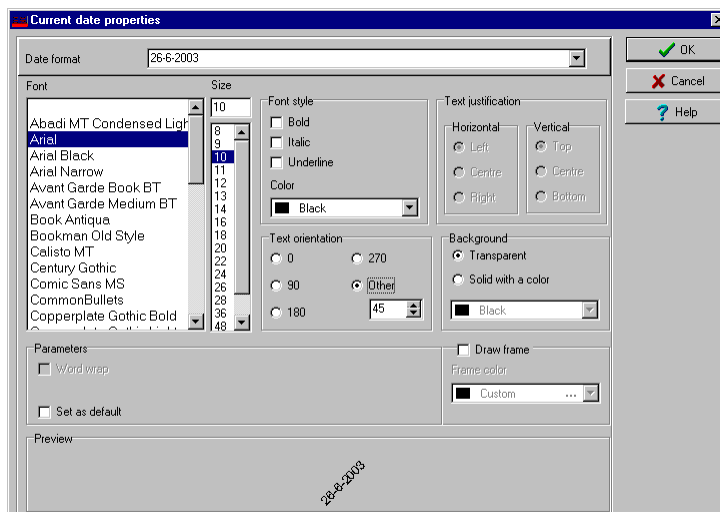 Current date properties
Date format
26-6-2003
OK
Cancel
Help
Font
Abadi MT Condensed Ligh
Arial
Arial Black
Arial Narrow
Avant Garde Book BT
Avant Garde Medium BT
Book Antiqua
Bookman Old Style
Calisto MT
Century Gothic
Comic Sans MS
CommonBullets
Copperplate Gothic Bold
Size
10
8
9
10
11
12
13
14
16
18
20
22
24
26
28
36
48
Font style
Bold
Italic
Underline
Color
Black
Text justification
Horizontal
Left
Centre
Right
Vertical
Top
Centre
Bottom
Text orientation
0
270
90
Other
180
45
Background
Transparent
Solid with a color
Black
Parameters
Word wrap
Set as default
Draw frame
Frame color
Custom ...
Preview
26-6-2003